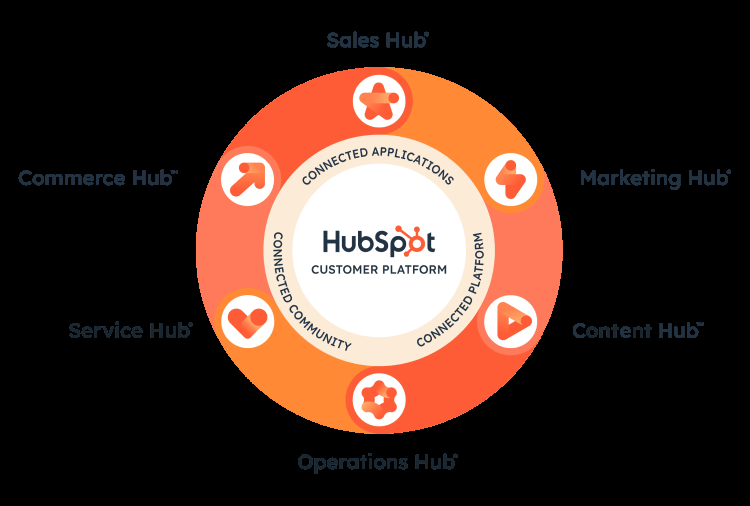 Sales Hub®
Commerce Hub™
Marketing Hub®
CONNECTED APPLICATIONS
HubSpot
CUSTOMER PLATFORM
CONNECTED COMMUNITY
CONNECTED PLATFORM
Service Hub®
Content Hub™
Operations Hub®